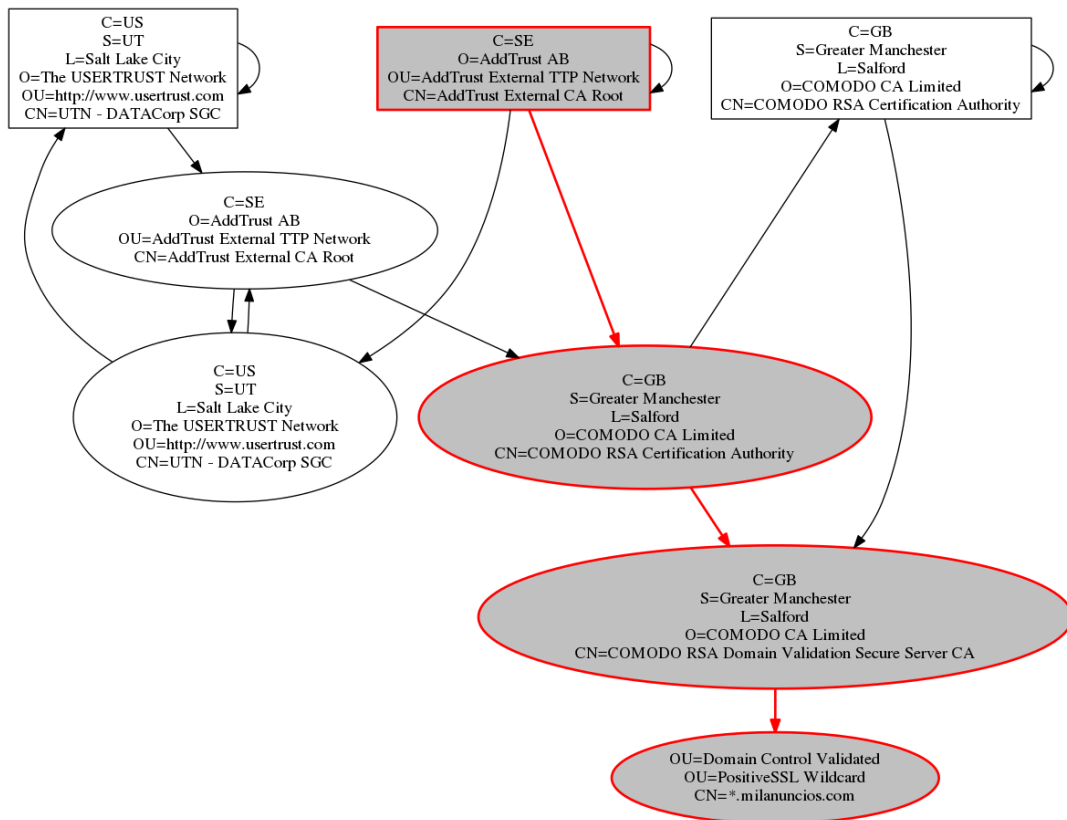 C=US
S=UT
L=Salt Lake City
O=The USERTRUST Network
OU=http://www.usertrust.com
CN=UTN - DATACorp SGC
C=SE
O=AddTrust AB
OU=AddTrust External TTP Network
CN=AddTrust External CA Root
C=GB
S=Greater Manchester
L=Salford
O=COMODO CA Limited
CN=COMODO RSA Certification Authority
C=SE
O=AddTrust AB
OU=AddTrust External TTP Network
CN=AddTrust External CA Root
C=US
S=UT
L=Salt Lake City
O=The USERTRUST Network
OU=http://www.usertrust.com
CN=UTN - DATACorp SGC
C=GB
S=Greater Manchester
L=Salford
O=COMODO CA Limited
CN=COMODO RSA Certification Authority
C=GB
S=Greater Manchester
L=Salford
O=COMODO CA Limited
CN=COMODO RSA Domain Validation Secure Server CA
OU=Domain Control Validated
OU=PositiveSSL Wildcard
CN=*.milanuncios.com